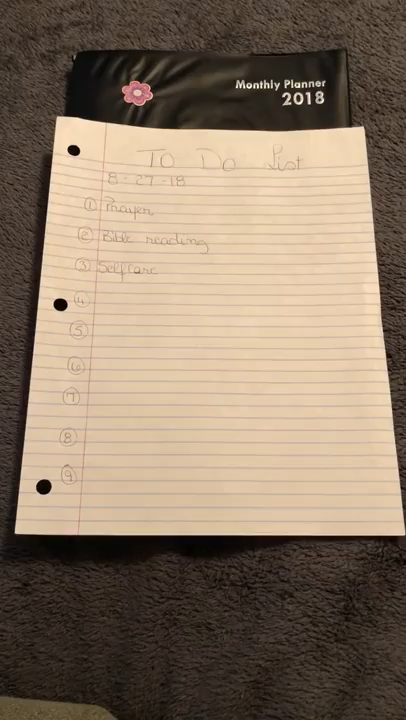 Monthly Planner
2018
TO DO List
8-27-18
① Prayer
② Bible reading
③ Selfcare
④
⑤
⑥
⑦
⑧
⑨